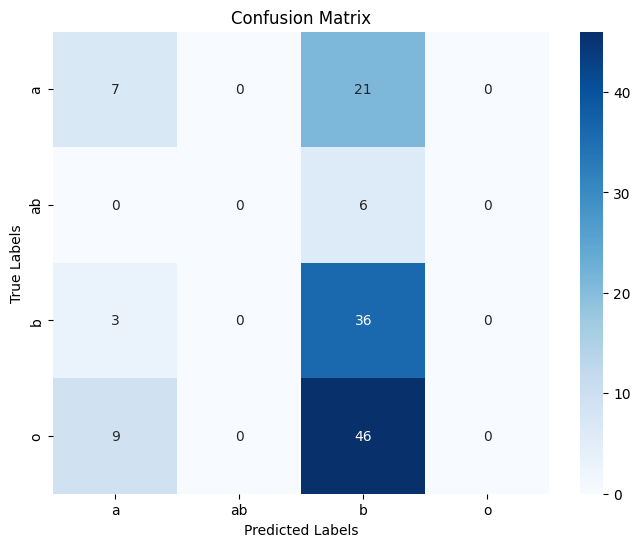 Confusion Matrix
True Labels
a 7 0 21 0
ab 0 0 6 0
b 3 0 36 0
o 9 0 46 0
a ab b o
Predicted Labels
40
30
20
10
0